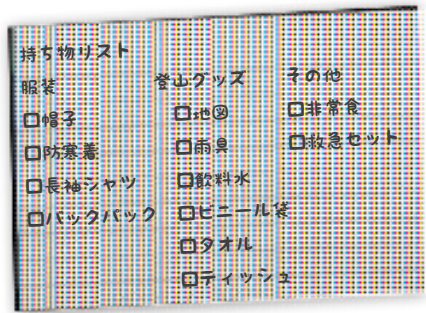 持ち物リスト
服装
□帽子
□防寒着
□長袖シャツ
□バックパック
登山グッズ
□地図
□雨具
□飲料水
□ビニール袋
□タオル
□ティッシュ
その他
□非常食
□救急セット